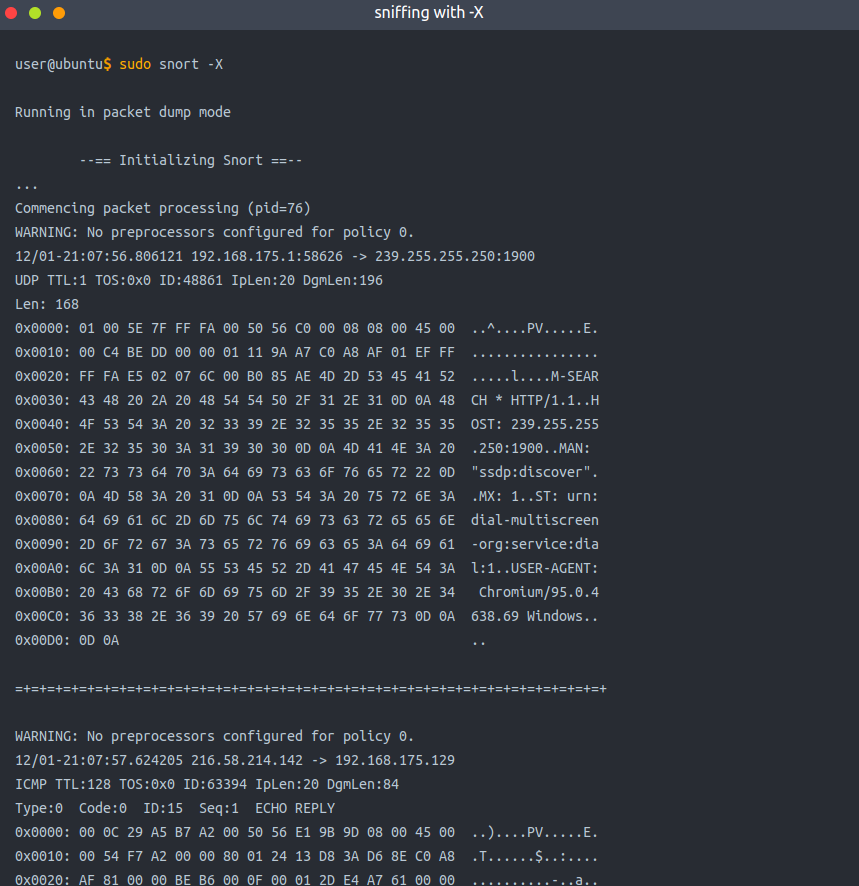 sniffing with -X
user@ubuntu$ sudo snort -X
Running in packet dump mode
--== Initializing Snort ==--
...
Commencing packet processing (pid=76)
WARNING: No preprocessors configured for policy 0.
12/01-21:07:56.806121 192.168.175.1:58626 -> 239.255.255.250:1900
UDP TTL:1 TOS:0x0 ID:48861 IpLen:20 DgmLen:196
Len: 168
0x0000: 01 00 5E 7F FF FA 00 50 56 C0 00 08 08 00 45 00  ..^....PV.....E.
0x0010: 00 C4 BE DD 00 00 01 11 9A A7 C0 A8 AF 01 EF FF  ................
0x0020: FF FA E5 02 07 6C 00 B0 85 AE 4D 2D 53 45 41 52  .....l....M-SEAR
0x0030: 43 48 20 2A 20 48 54 54 50 2F 31 2E 31 0D 0A 48  CH * HTTP/1.1..H
0x0040: 4F 53 54 3A 20 32 33 39 2E 32 35 35 2E 32 35 35  OST: 239.255.255
0x0050: 2E 32 35 30 3A 31 39 30 30 0D 0A 4D 41 4E 3A 20  .250:1900..MAN:
0x0060: 22 73 73 64 70 3A 64 69 73 63 6F 76 65 72 22 0D  "ssdp:discover".
0x0070: 0A 4D 58 3A 20 31 0D 0A 53 54 3A 20 75 72 6E 3A  .MX: 1..ST: urn:
0x0080: 64 69 61 6C 2D 6D 75 6C 74 69 73 63 72 65 65 6E  dial-multiscreen
0x0090: 2D 6F 72 67 3A 73 65 72 76 69 63 65 3A 64 69 61  -org:service:dia
0x00A0: 6C 3A 31 0D 0A 55 53 45 52 2D 41 47 45 4E 54 3A  l:1..USER-AGENT:
0x00B0: 20 43 68 72 6F 6D 69 75 6D 2F 39 35 2E 30 2E 34   Chromium/95.0.4
0x00C0: 36 33 38 2E 36 39 20 57 69 6E 64 6F 77 73 0D 0A  638.69 Windows..
0x00D0: 0D 0A                                            ..
=+=+=+=+=+=+=+=+=+=+=+=+=+=+=+=+=+=+=+=+=+=+=+=+=+=+=+=+=+=+=+=+=+=+=+=+=+
WARNING: No preprocessors configured for policy 0.
12/01-21:07:57.624205 216.58.214.142 -> 192.168.175.129
ICMP TTL:128 TOS:0x0 ID:63394 IpLen:20 DgmLen:84
Type:0  Code:0  ID:15  Seq:1  ECHO REPLY
0x0000: 00 0C 29 A5 B7 A2 00 50 56 E1 9B 9D 08 00 45 00  ..)....PV.....E.
0x0010: 00 54 F7 A2 00 00 80 01 24 13 D8 3A D6 8E C0 A8  .T......$..:....
0x0020: AF 81 00 00 BE B6 00 0F 00 01 2D E4 A7 61 00 00  ..........-..a..